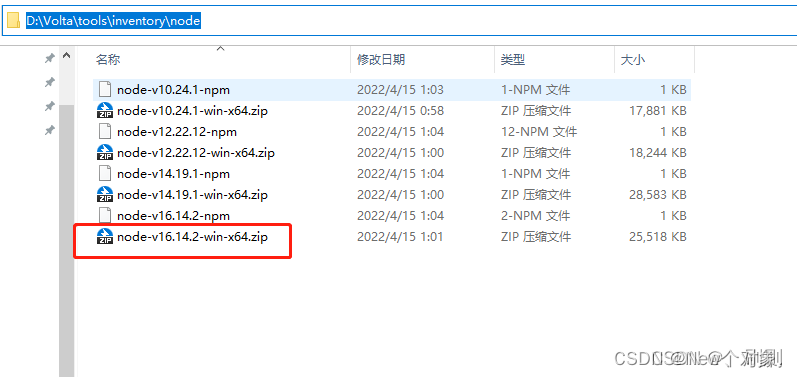 D:\Volta\tools\inventory\node
名称 修改日期 类型 大小
node-v10.24.1-npm 2022/4/15 1:03 1-NPM 文件 1 KB
node-v10.24.1-win-x64.zip 2022/4/15 0:58 ZIP 压缩文件 17,881 KB
node-v12.22.12-npm 2022/4/15 1:04 12-NPM 文件 1 KB
node-v12.22.12-win-x64.zip 2022/4/15 1:00 ZIP 压缩文件 18,244 KB
node-v14.19.1-npm 2022/4/15 1:04 1-NPM 文件 1 KB
node-v14.19.1-win-x64.zip 2022/4/15 1:00 ZIP 压缩文件 28,583 KB
node-v16.14.2-npm 2022/4/15 1:04 2-NPM 文件 1 KB
node-v16.14.2-win-x64.zip 2022/4/15 1:01 ZIP 压缩文件 25,518 KB